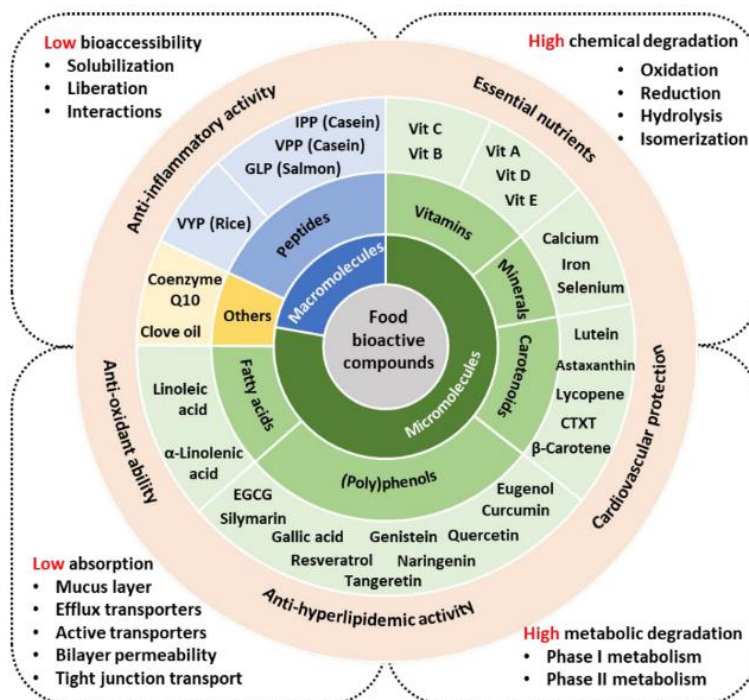 Low bioaccessibility
• Solubilization
• Liberation
• Interactions
High chemical degradation
• Oxidation
• Reduction
• Hydrolysis
• Isomerization
Anti-inflammatory activity
Essential nutrients
Cardiovascular protection
Anti-hyperlipidemic activity
Anti-oxidant ability
IPP (Casein)
VPP (Casein)
GLP (Salmon)
VYP (Rice)
Peptides
Macromolecules
Vit C
Vit B
Vit A
Vit D
Vit E
Vitamins
Calcium
Iron
Selenium
Minerals
Coenzyme
Q10
Clove oil
Others
Food
bioactive
compounds
Micromolecules
Carotenoids
Lutein
Astaxanthin
Lycopene
CTXT
β-Carotene
Fatty acids
Linoleic
acid
α-Linolenic
acid
(Poly)phenols
EGCG
Silymarin
Gallic acid
Resveratrol
Tangeretin
Genistein
Naringenin
Quercetin
Eugenol
Curcumin
Low absorption
• Mucus layer
• Efflux transporters
• Active transporters
• Bilayer permeability
• Tight junction transport
High metabolic degradation
• Phase I metabolism
• Phase II metabolism